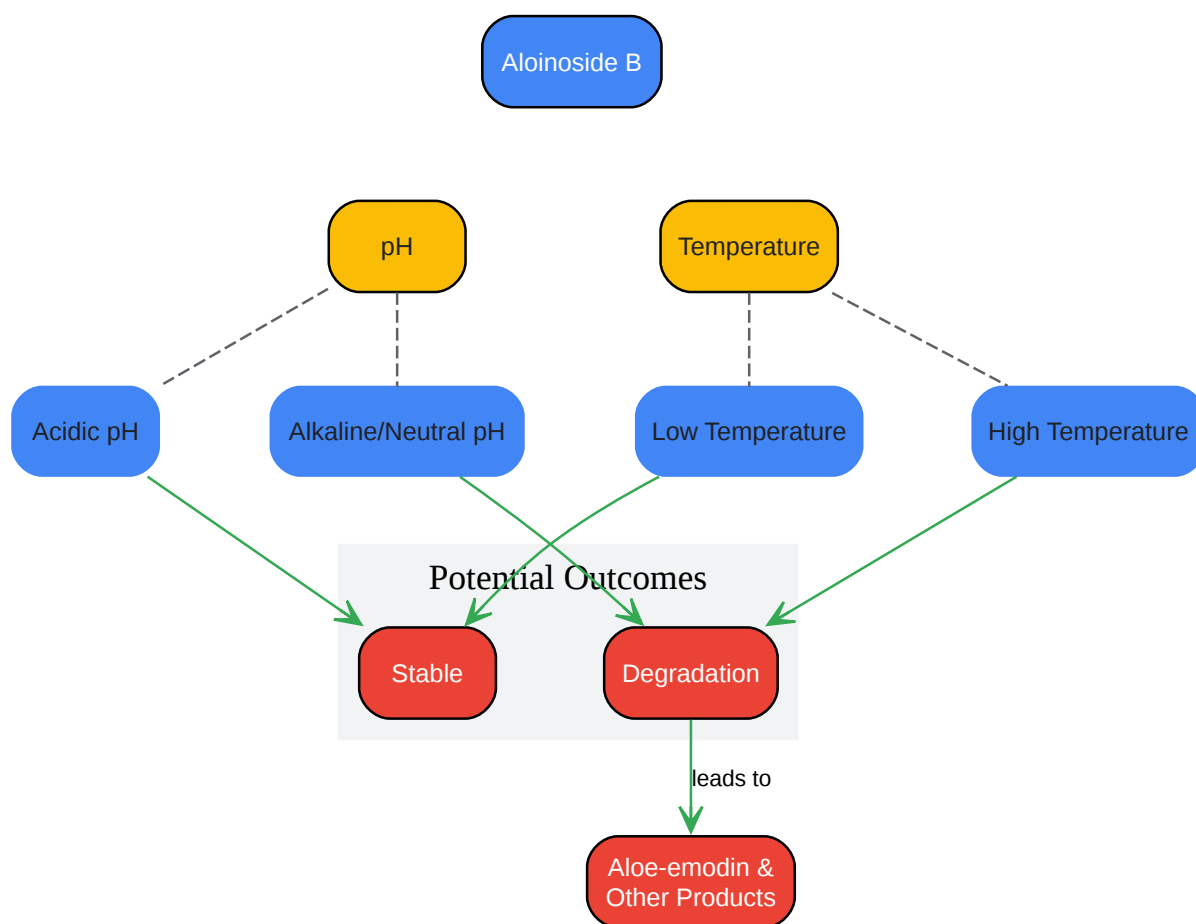 Aloinoside B
pH
Temperature
Acidic pH
Alkaline/Neutral pH
Low Temperature
High Temperature
Potential Outcomes
Stable
Degradation
leads to
Aloe-emodin &
Other Products